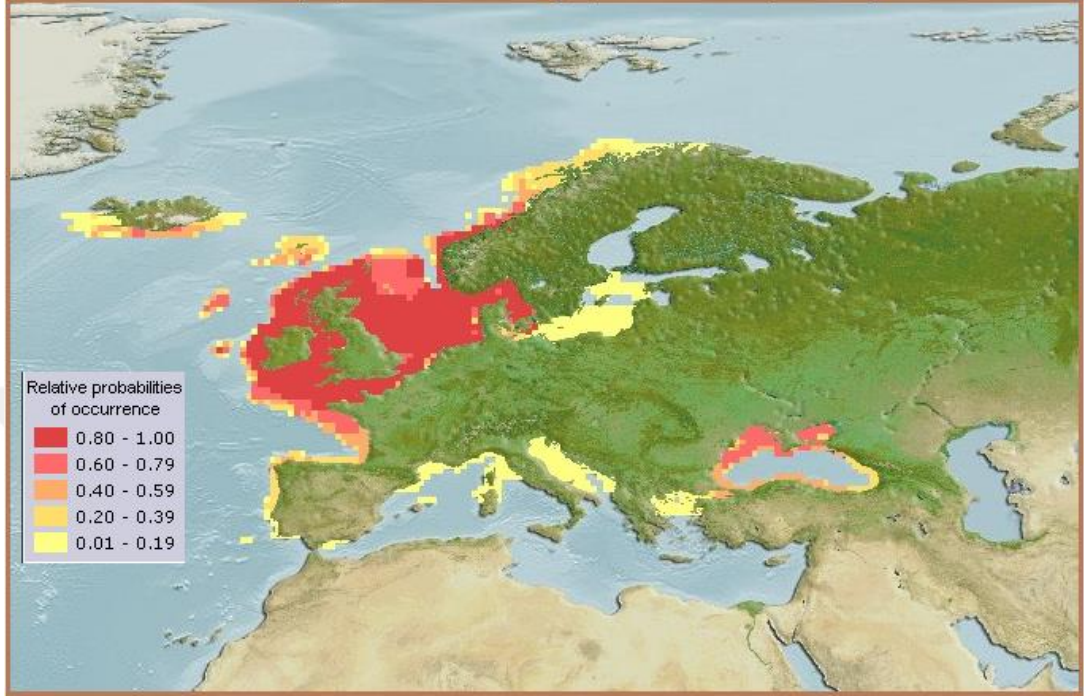 Relative probabilities
of occurrence
0.80 - 1.00
0.60 - 0.79
0.40 - 0.59
0.20 - 0.39
0.01 - 0.19